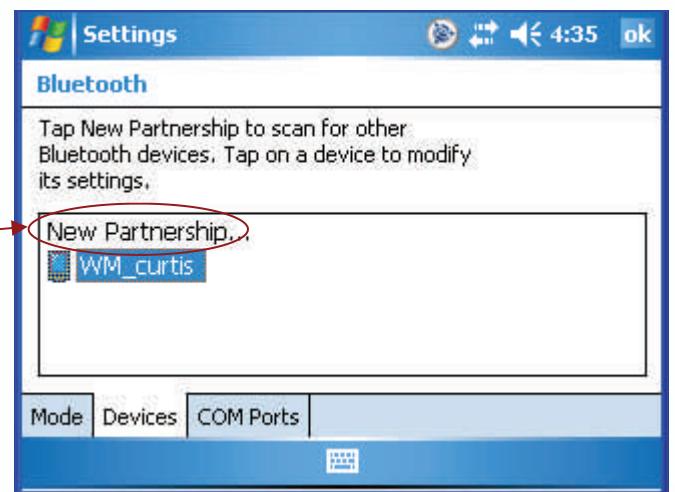 Settings 4:35 ok
Bluetooth
Tap New Partnership to scan for other
Bluetooth devices. Tap on a device to modify
its settings.
New Partnership...
WM_curtis
Mode Devices COM Ports